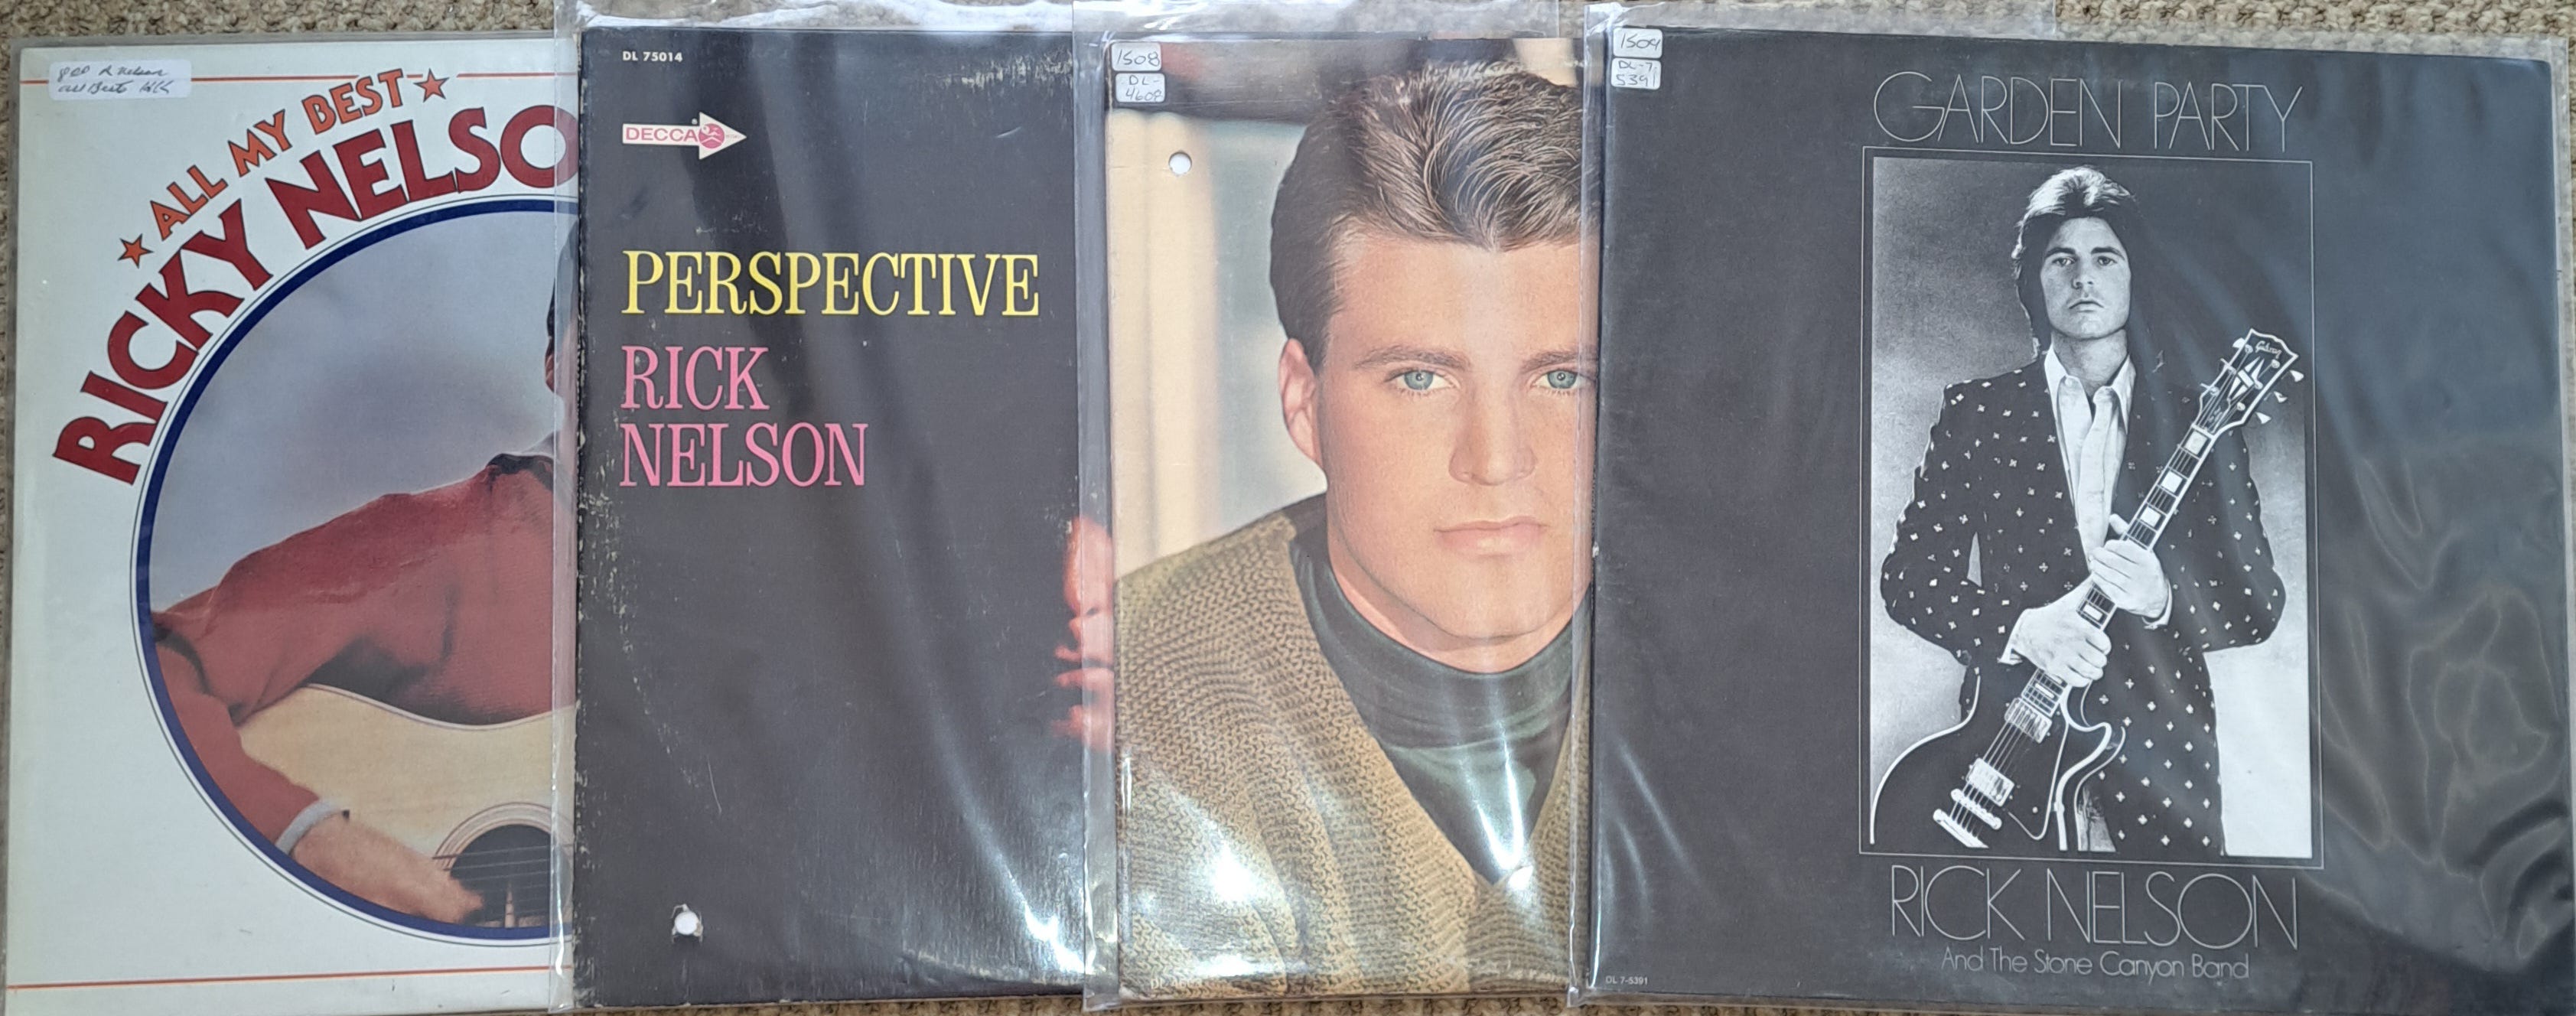 ALL MY BEST
RICKY NELSO
DL 75014
DECCA
PERSPECTIVE
RICK
NELSON
1508
DL-
4608
1504
DL-7
5391
GARDEN PARTY
Gibson
RICK NELSON
And The Stone Canyon Band
DL 7-5391